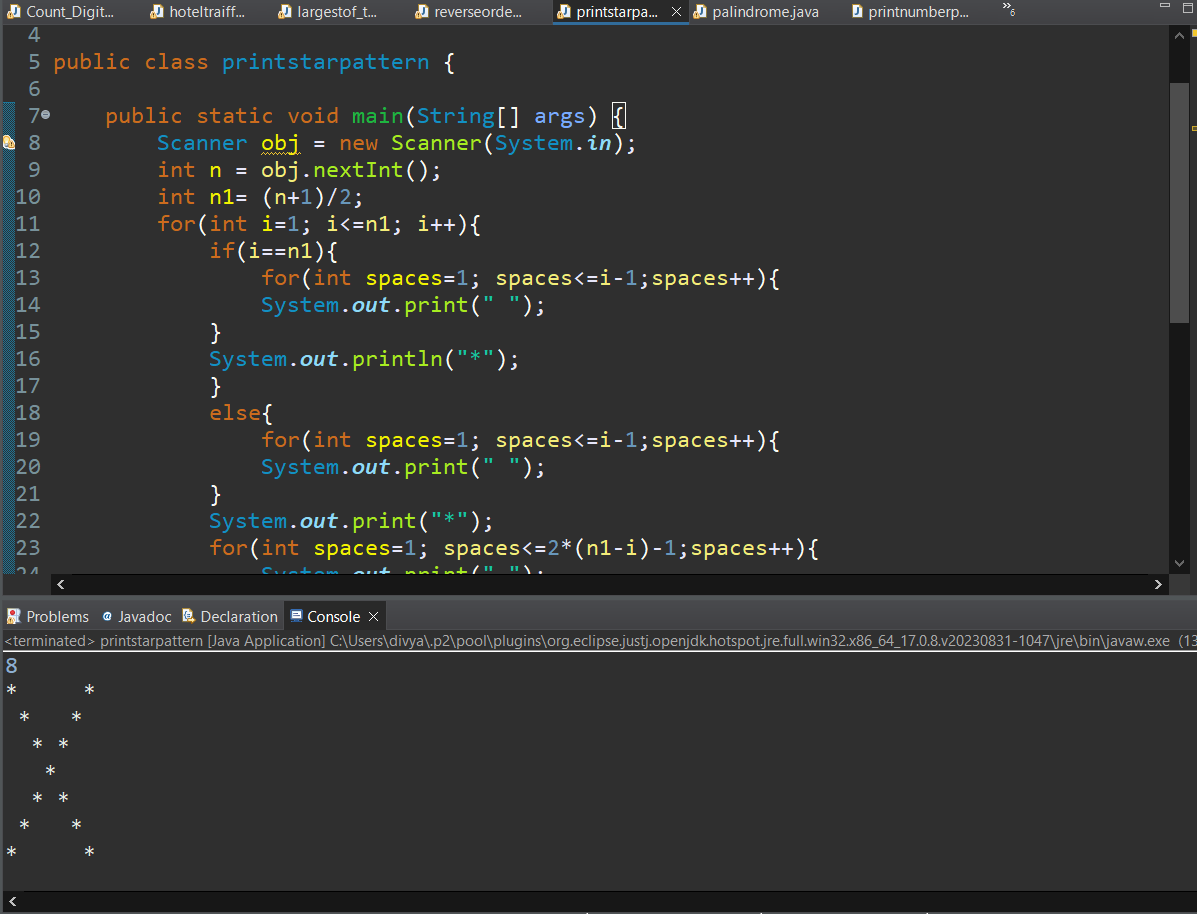 Count_Digit... hoteltraiff... largestof_t... reverseorde... printstarpa... palindrome.java printnumberp... »6
4
5 public class printstarpattern {
6
7 public static void main(String[] args) {
8 Scanner obj = new Scanner(System.in);
9 int n = obj.nextInt();
10 int n1= (n+1)/2;
11 for(int i=1; i<=n1; i++){
12 if(i==n1){
13 for(int spaces=1; spaces<=i-1;spaces++){
14 System.out.print(" ");
15 }
16 System.out.println("*");
17 }
18 else{
19 for(int spaces=1; spaces<=i-1;spaces++){
20 System.out.print(" ");
21 }
22 System.out.print("*");
23 for(int spaces=1; spaces<=2*(n1-i)-1;spaces++){
24 System.out.print(" ");
Problems Javadoc Declaration Console
<terminated> printstarpattern [Java Application] C:\Users\divya\.p2\pool\plugins\org.eclipse.justj.openjdk.hotspot.jre.full.win32.x86_64_17.0.8.v20230831-1047\jre\bin\javaw.exe (13
8
*     *
 *   *
  * *
   *
  * *
 *   *
*     *